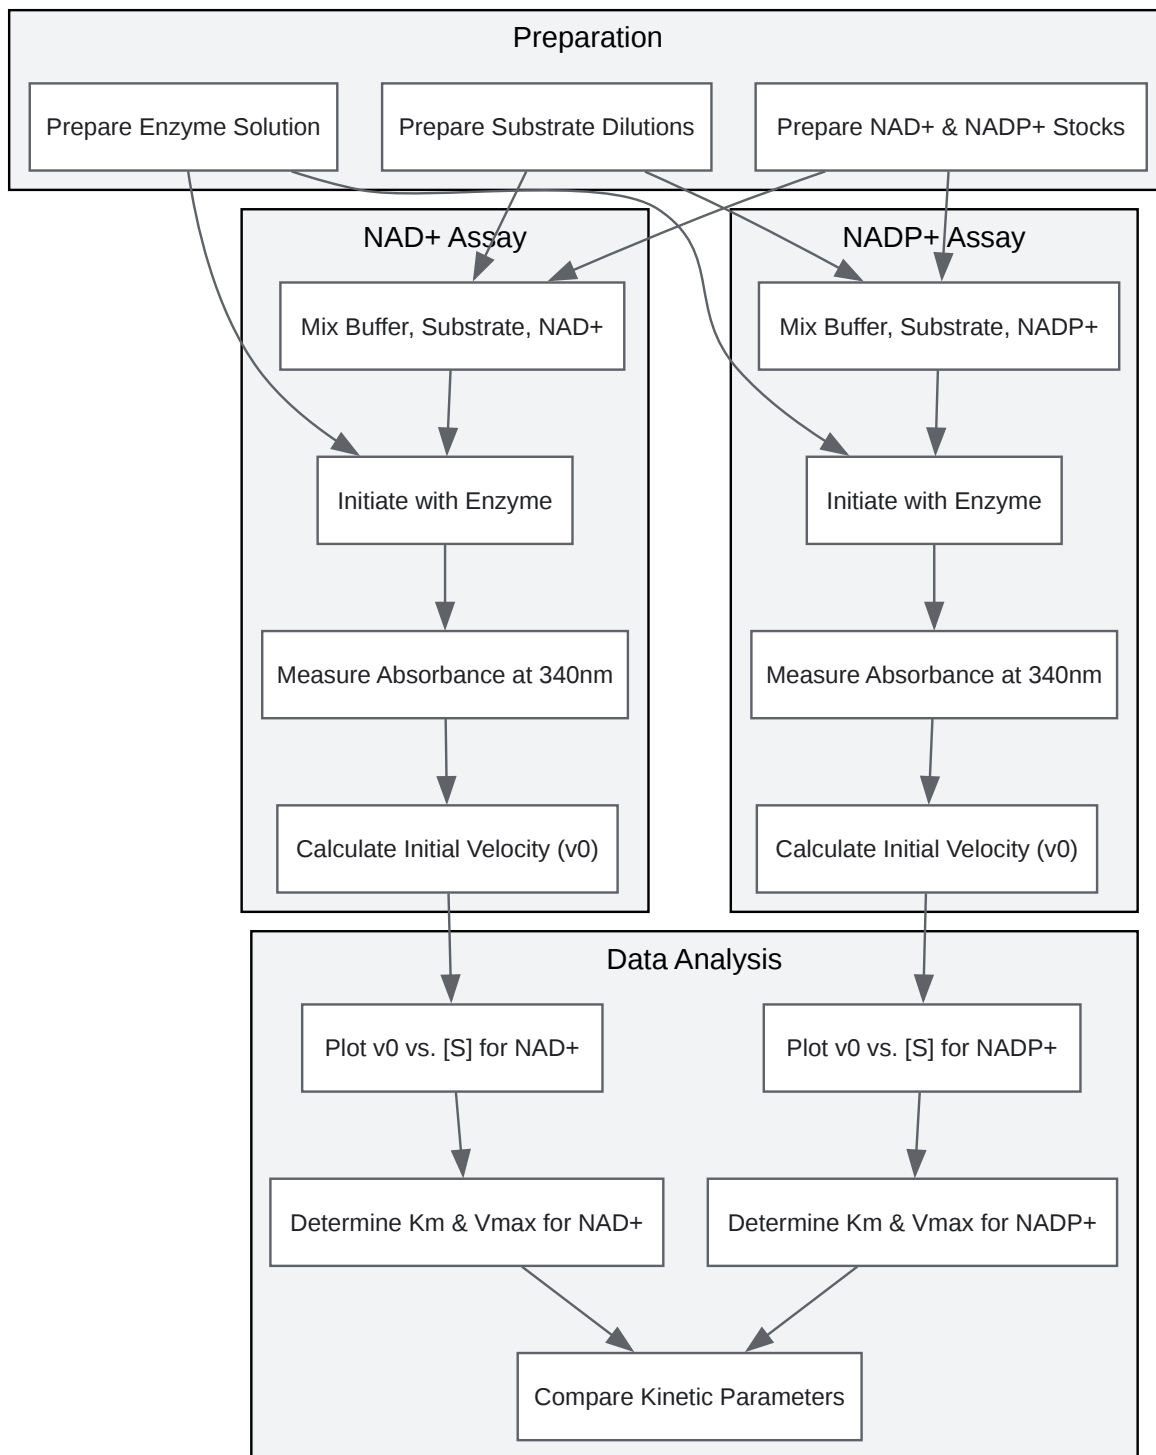 Preparation
Prepare Enzyme Solution
Prepare Substrate Dilutions
Prepare NAD+ & NADP+ Stocks
NAD+ Assay
NADP+ Assay
Mix Buffer, Substrate, NAD+
Mix Buffer, Substrate, NADP+
Initiate with Enzyme
Initiate with Enzyme
Measure Absorbance at 340nm
Measure Absorbance at 340nm
Calculate Initial Velocity (v0)
Calculate Initial Velocity (v0)
Data Analysis
Plot v0 vs. [S] for NAD+
Plot v0 vs. [S] for NADP+
Determine Km & Vmax for NAD+
Determine Km & Vmax for NADP+
Compare Kinetic Parameters